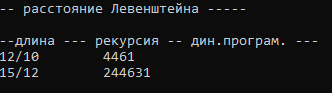 -- расстояние Левенштейна -----
--длина --- рекурсия -- дин.програм. ---
12/10 4461
15/12 244631